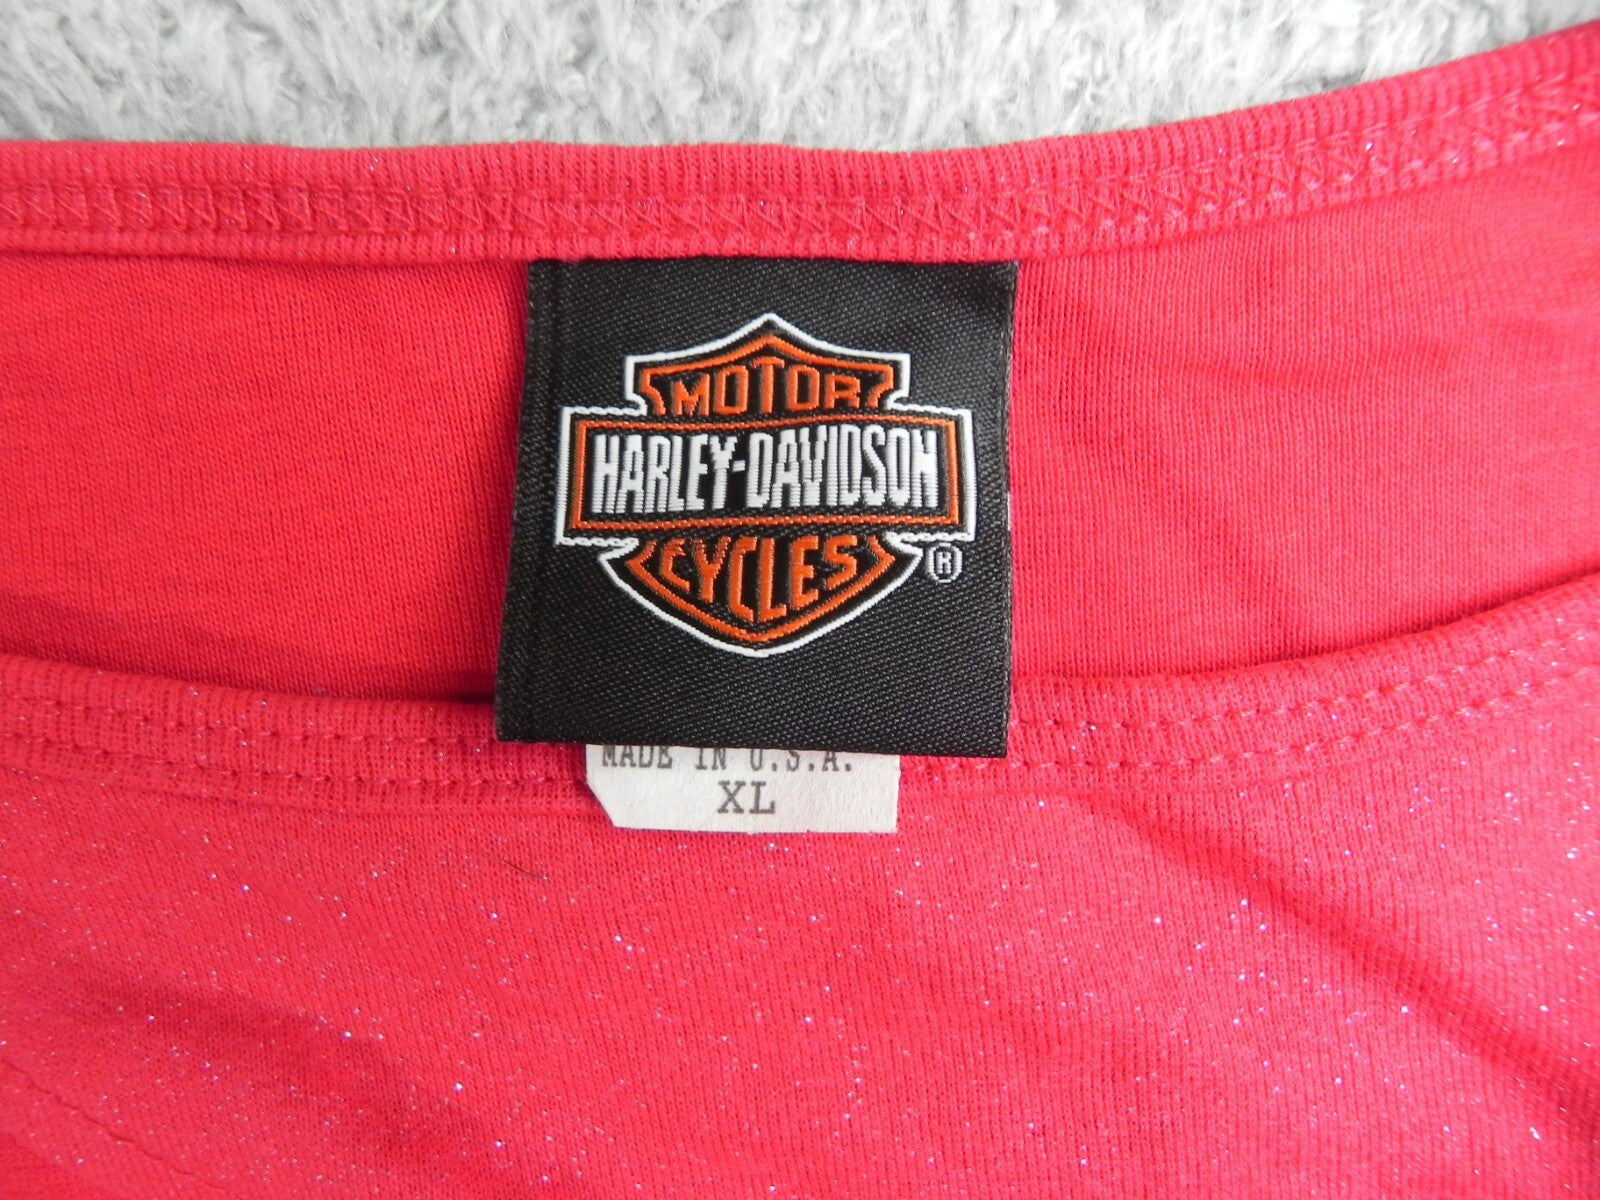 MOTOR
HARLEY-DAVIDSON
CYCLES
®
MADE IN U.S.A.
XL